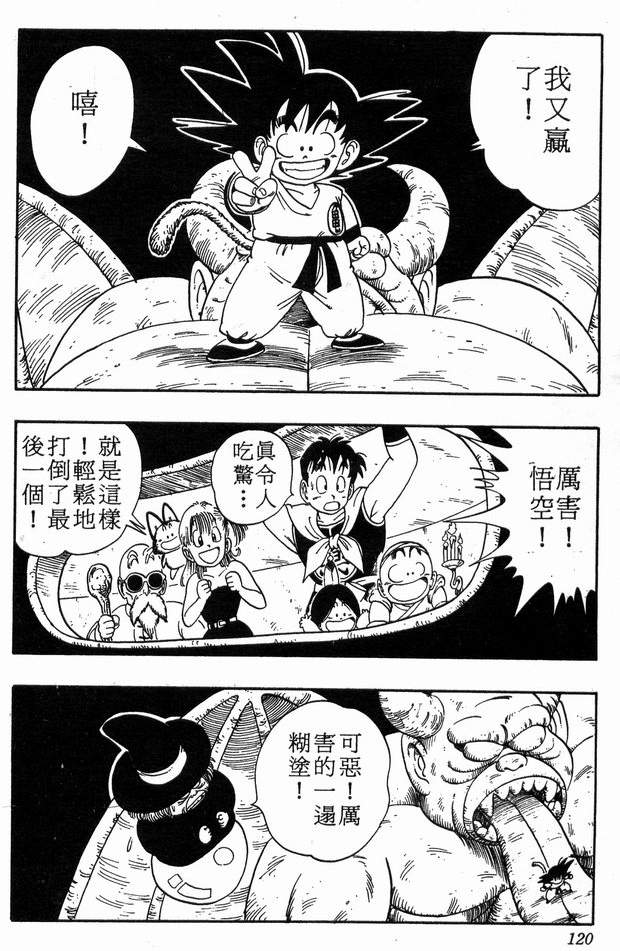 我又贏
了！
嘻！
厲害！
悟空！
眞令人
吃驚…
就是這樣
！輕鬆地
打倒了最
後一個！
可惡！厲
害的一還
糊塗！
120